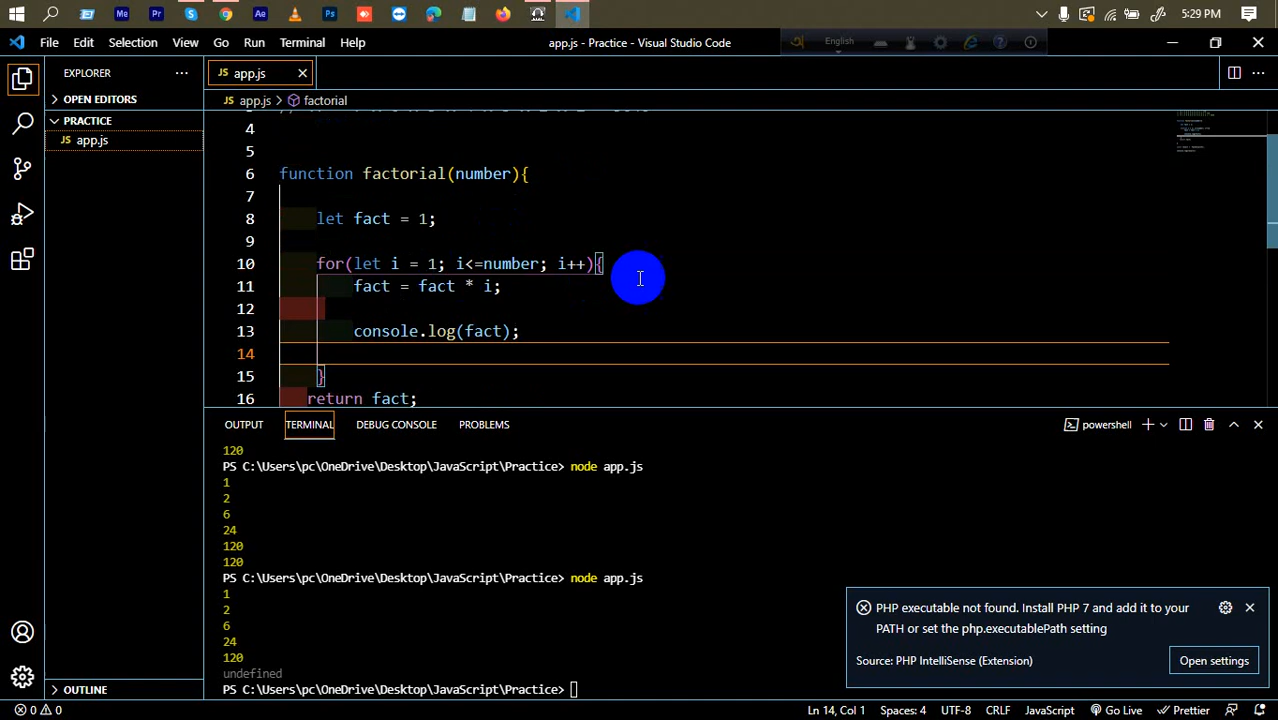 5:29 PM
File Edit Selection View Go Run Terminal Help
app.js - Practice - Visual Studio Code
English
EXPLORER
OPEN EDITORS
PRACTICE
JS app.js
OUTLINE
JS app.js
JS app.js > factorial
4
5
6 function factorial(number){
7
8 let fact = 1;
9
10 for(let i = 1; i<=number; i++){
11 fact = fact * i;
12
13 console.log(fact);
14
15 }
16 return fact;
OUTPUT TERMINAL DEBUG CONSOLE PROBLEMS
powershell
120
PS C:\Users\pc\OneDrive\Desktop\JavaScript\Practice> node app.js
1
2
6
24
120
120
PS C:\Users\pc\OneDrive\Desktop\JavaScript\Practice> node app.js
1
2
6
24
120
undefined
PS C:\Users\pc\OneDrive\Desktop\JavaScript\Practice>
PHP executable not found. Install PHP 7 and add it to your
PATH or set the php.executablePath setting
Source: PHP IntelliSense (Extension)
Open settings
0 0
Ln 14, Col 1 Spaces: 4 UTF-8 CRLF JavaScript Go Live Prettier